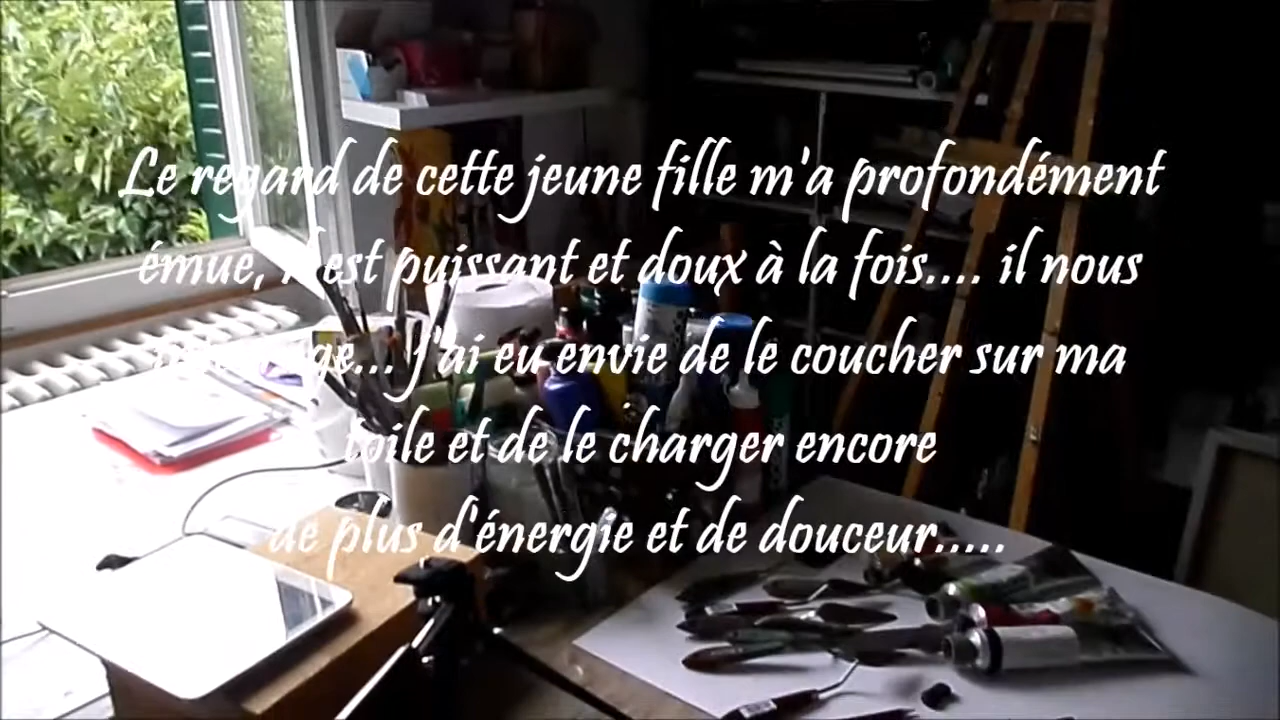 Le regard de cette jeune fille m'a profondément
émue, il est puissant et doux à la fois.... il nous
... j'ai eu envie de le coucher sur ma
toile et de le charger encore
de plus d'énergie et de douceur.....